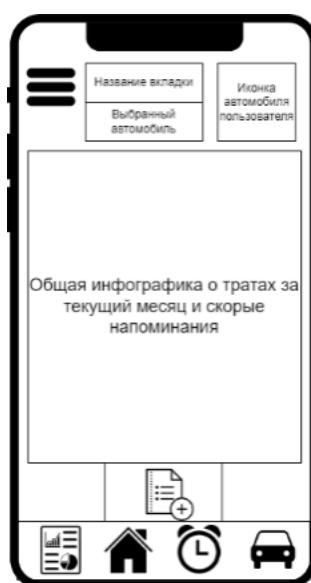 Название вкладки
Выбранный
автомобиль
Иконка
автомобиля
пользователя
Общая инфографика о тратах за
текущий месяц и скорые
напоминания